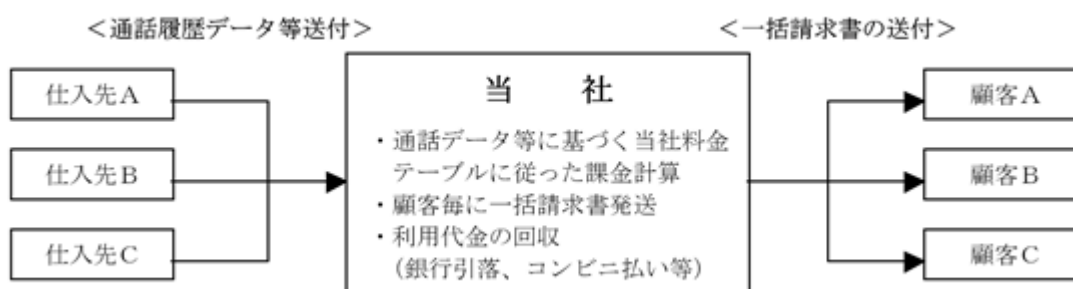 <通話履歴データ等送付>
<一括請求書の送付>
仕入先A
仕入先B
仕入先C
当 社
・通話データ等に基づく当社料金
テーブルに従った課金計算
・顧客毎に一括請求書発送
・利用代金の回収
(銀行引落、コンビニ払い等)
顧客A
顧客B
顧客C